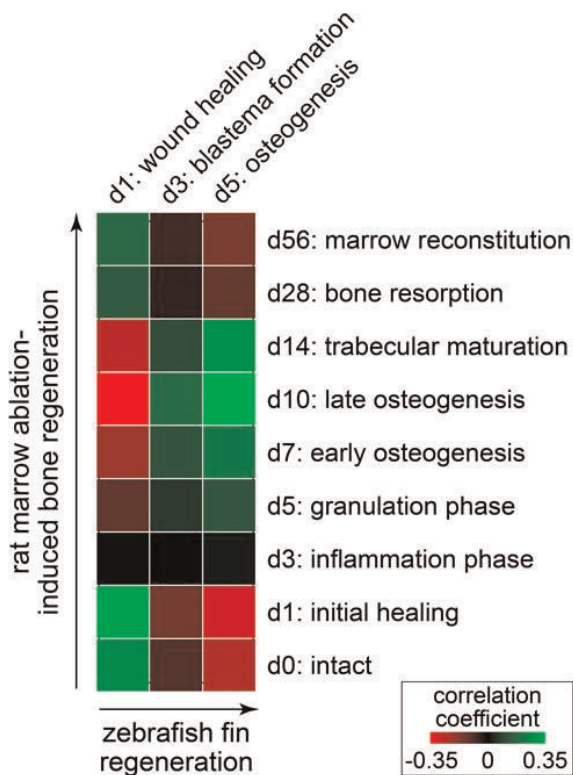 d1: wound healing
d3: blastema formation
d5: osteogenesis
rat marrow ablation-
induced bone regeneration
d56: marrow reconstitution
d28: bone resorption
d14: trabecular maturation
d10: late osteogenesis
d7: early osteogenesis
d5: granulation phase
d3: inflammation phase
d1: initial healing
d0: intact
zebrafish fin
regeneration
correlation
coefficient
-0.35 0 0.35